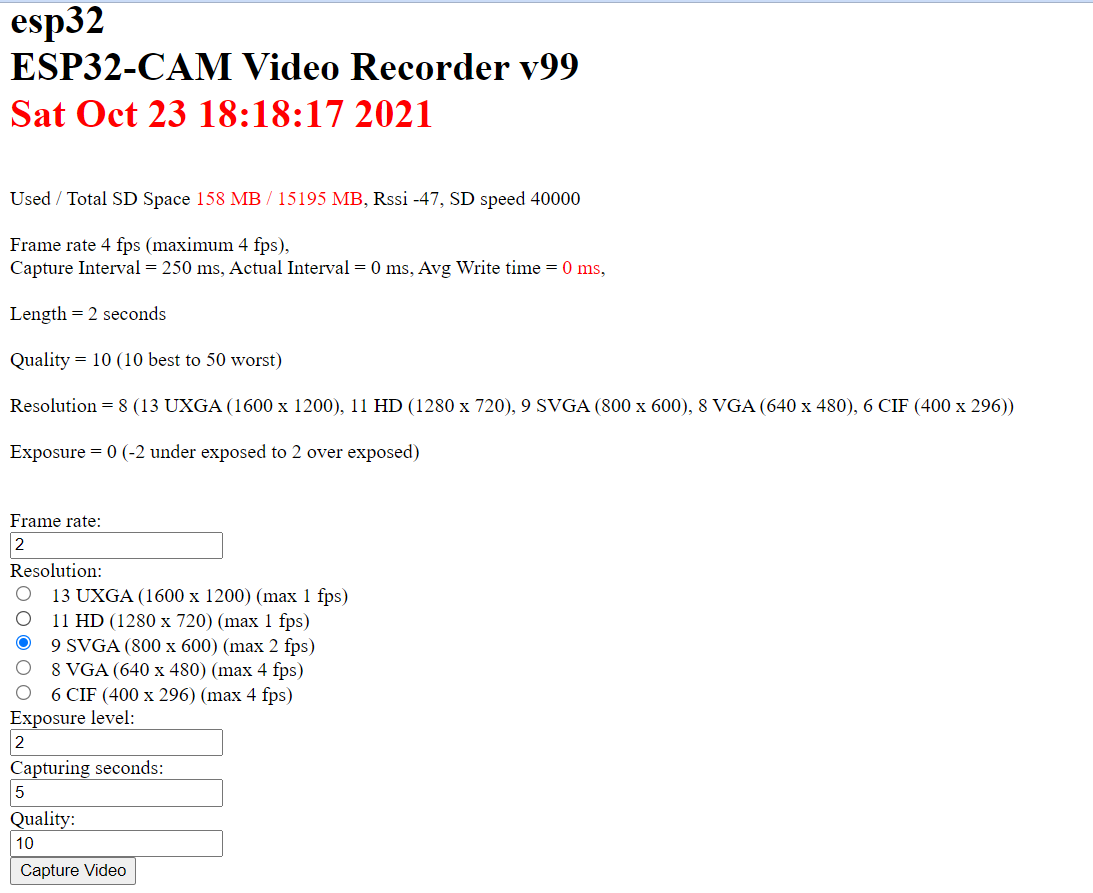 esp32
ESP32-CAM Video Recorder v99
Sat Oct 23 18:18:17 2021
Used / Total SD Space 158 MB / 15195 MB, Rssi -47, SD speed 40000
Frame rate 4 fps (maximum 4 fps),
Capture Interval = 250 ms, Actual Interval = 0 ms, Avg Write time = 0 ms,
Length = 2 seconds
Quality = 10 (10 best to 50 worst)
Resolution = 8 (13 UXGA (1600 x 1200), 11 HD (1280 x 720), 9 SVGA (800 x 600), 8 VGA (640 x 480), 6 CIF (400 x 296))
Exposure = 0 (-2 under exposed to 2 over exposed)
Frame rate:
2
Resolution:
13 UXGA (1600 x 1200) (max 1 fps)
11 HD (1280 x 720) (max 1 fps)
9 SVGA (800 x 600) (max 2 fps)
8 VGA (640 x 480) (max 4 fps)
6 CIF (400 x 296) (max 4 fps)
Exposure level:
2
Capturing seconds:
5
Quality:
10
Capture Video